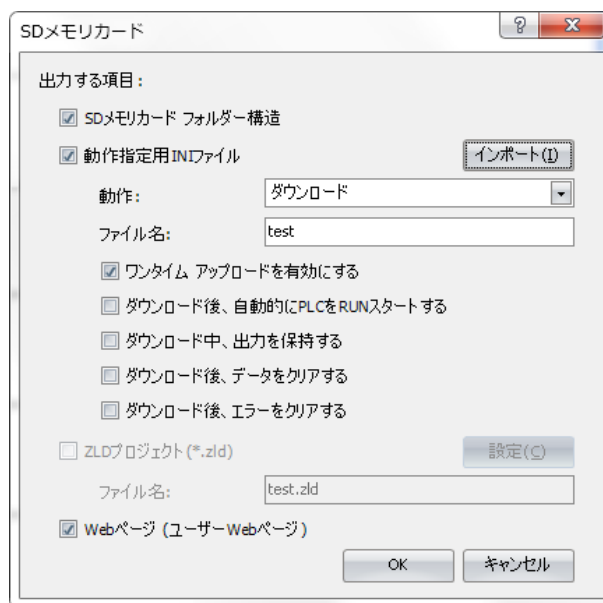 SDメモリカード
出力する項目:
SDメモリカード フォルダー構造
動作指定用INIファイル
インポート(I)
動作:
ダウンロード
ファイル名:
test
ワンタイム アップロードを有効にする
ダウンロード後、自動的にPLCをRUNスタートする
ダウンロード中、出力を保持する
ダウンロード後、データをクリアする
ダウンロード後、エラーをクリアする
ZLDプロジェクト(*.zld)
設定(C)
ファイル名:
test.zld
Webページ (ユーザーWebページ)
OK
キャンセル